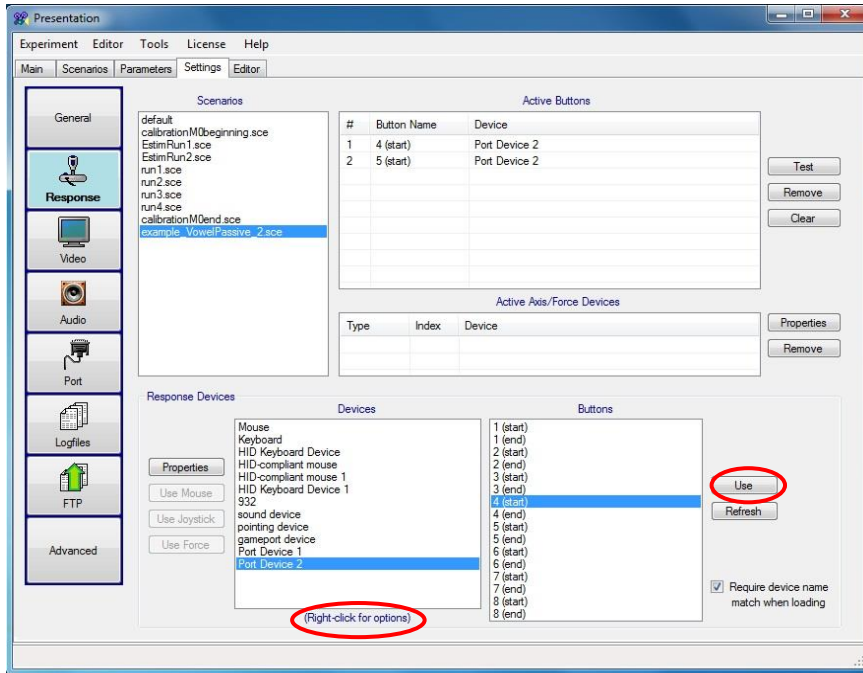 Presentation
Experiment Editor Tools License Help
Main Scenarios Parameters Settings Editor
General
Response
Video
Audio
Port
Logfiles
FTP
Advanced
Scenarios
default
calibrationM0beginning.sce
EstimRun1.sce
EstimRun2.sce
run1.sce
run2.sce
run3.sce
run4.sce
calibrationM0end.sce
example_VowelPassive_2.sce
Active Buttons
# Button Name Device
1 4 (start) Port Device 2
2 5 (start) Port Device 2
Test
Remove
Clear
Active Axis/Force Devices
Type Index Device
Properties
Remove
Response Devices
Properties
Use Mouse
Use Joystick
Use Force
Devices
Mouse
Keyboard
HID Keyboard Device
HID-compliant mouse
HID-compliant mouse 1
HID Keyboard Device 1
932
sound device
pointing device
gameport device
Port Device 1
Port Device 2
(Right-click for options)
Buttons
1 (start)
1 (end)
2 (start)
2 (end)
3 (start)
3 (end)
4 (start)
4 (end)
5 (start)
5 (end)
6 (start)
6 (end)
7 (start)
7 (end)
8 (start)
8 (end)
Use
Refresh
Require device name
match when loading